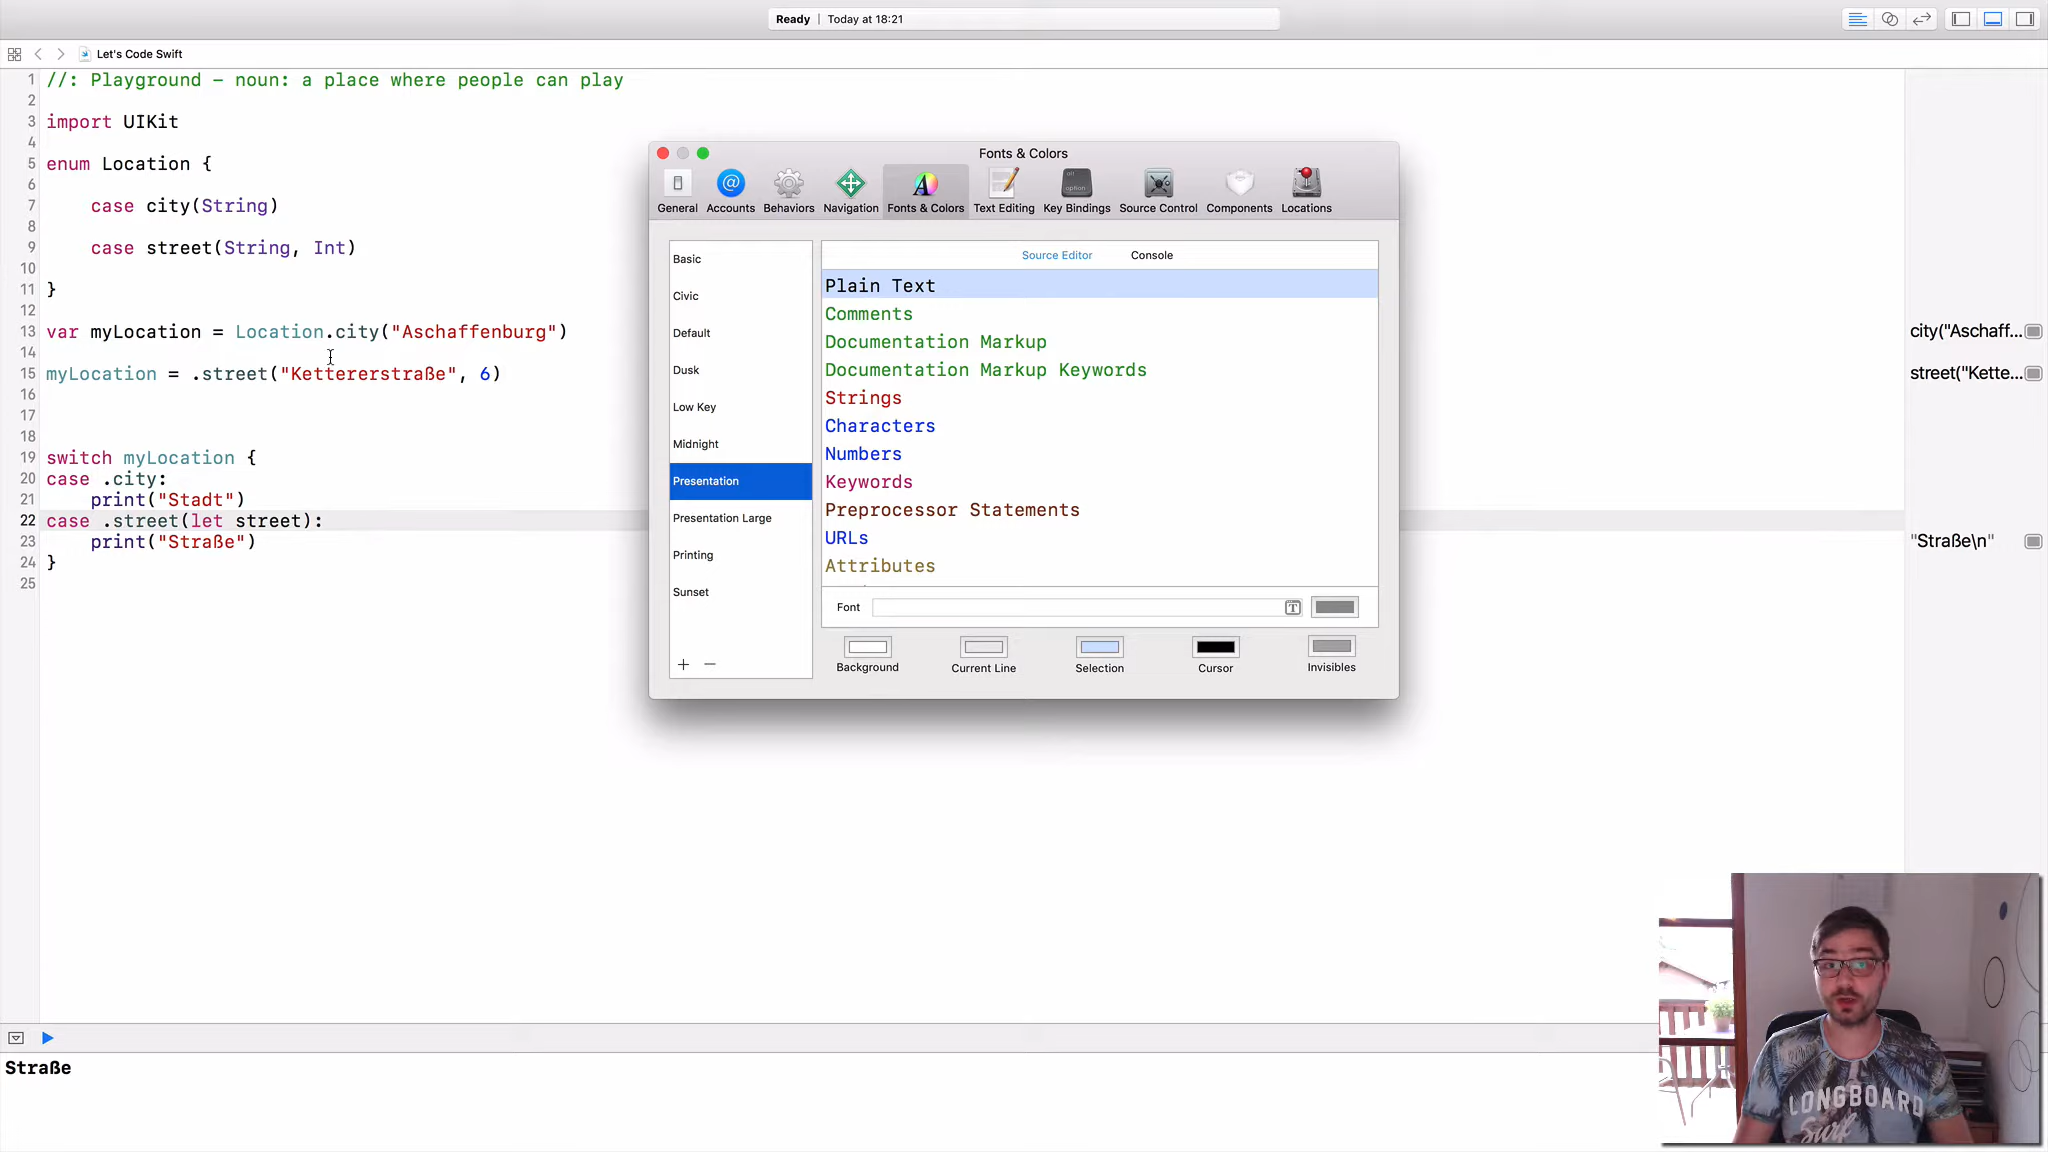 Ready | Today at 18:21
Let's Code Swift
1 //: Playground - noun: a place where people can play
2
3 import UIKit
4
5 enum Location {
6
7 case city(String)
8
9 case street(String, Int)
10
11 }
12
13 var myLocation = Location.city("Aschaffenburg")
14
15 myLocation = .street("Kettererstraße", 6)
16
17
18
19 switch myLocation {
20 case .city:
21 print("Stadt")
22 case .street(let street):
23 print("Straße")
24 }
25
city("Aschaff...
street("Kette...
"Straße\n"
Fonts & Colors
General Accounts Behaviors Navigation Fonts & Colors Text Editing Key Bindings Source Control Components Locations
Basic
Civic
Default
Dusk
Low Key
Midnight
Presentation
Presentation Large
Printing
Sunset
+ −
Source Editor Console
Plain Text
Comments
Documentation Markup
Documentation Markup Keywords
Strings
Characters
Numbers
Keywords
Preprocessor Statements
URLs
Attributes
Font
Background Current Line Selection Cursor Invisibles
Straße
LONGBOARD
Surf